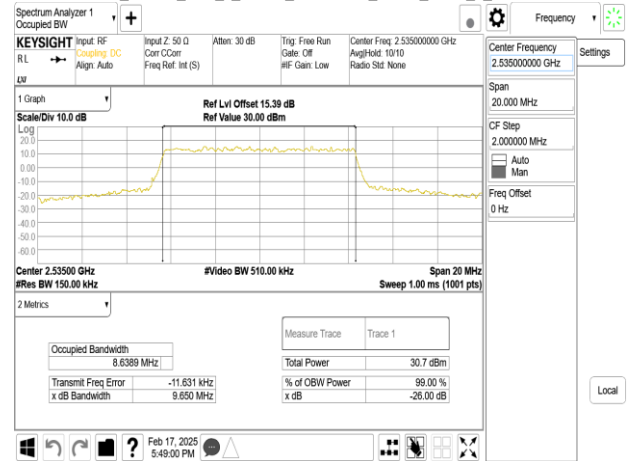 Spectrum Analyzer 1
Occupied BW
Frequency
KEYSIGHT
RL
LXI
Input: RF
Coupling: DC
Align: Auto
Input Z: 50 Ω
Corr CCorr
Freq Ref: Int (S)
Atten: 30 dB
Trig: Free Run
Gate: Off
#IF Gain: Low
Center Freq: 2.535000000 GHz
Avg|Hold: 10/10
Radio Std: None
Center Frequency
2.535000000 GHz
Settings
Span
20.000 MHz
CF Step
2.000000 MHz
Auto
Man
Freq Offset
0 Hz
Local
1 Graph
Scale/Div 10.0 dB
Ref Lvl Offset 15.39 dB
Ref Value 30.00 dBm
Log
20.0
10.0
0.00
-10.0
-20.0
-30.0
-40.0
-50.0
-60.0
Center 2.53500 GHz
#Video BW 510.00 kHz
Span 20 MHz
#Res BW 150.00 kHz
Sweep 1.00 ms (1001 pts)
2 Metrics
Measure Trace
Trace 1
Occupied Bandwidth
8.6389 MHz
Total Power
30.7 dBm
Transmit Freq Error
-11.631 kHz
% of OBW Power
99.00 %
x dB Bandwidth
9.650 MHz
x dB
-26.00 dB
?
Feb 17, 2025
5:49:00 PM